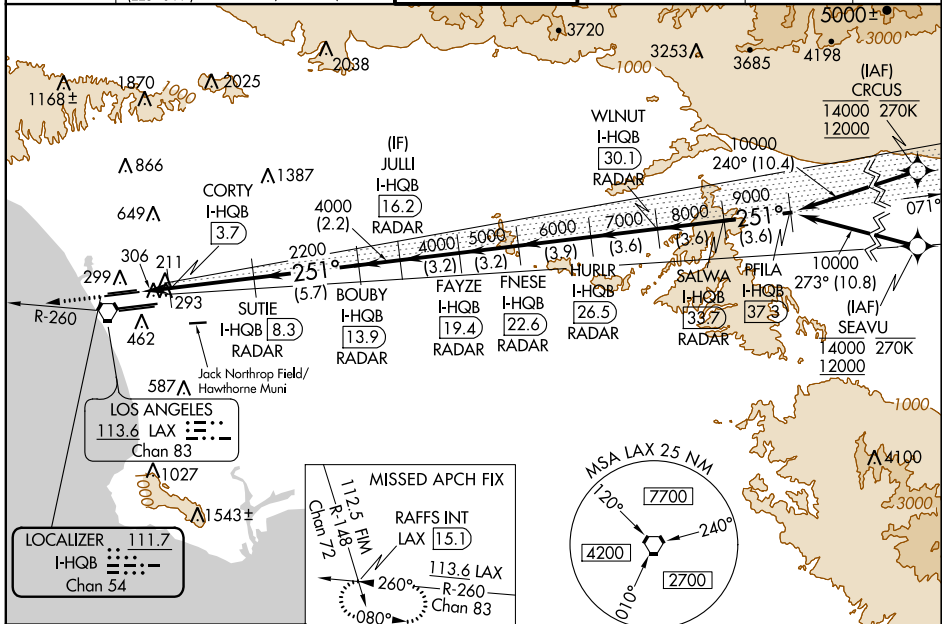 5000±
3000
3720
3253
3685
4198
1000
2038
2025
1870
1000
1168±
(IAF)
CRCUS
14000 270K
12000
WLNUT
I-HQB
30.1
RADAR
10000
240° (10.4)
(IF)
JULLI
I-HQB
16.2
RADAR
866
1387
CORTY
I-HQB
3.7
649
4000
(2.2)
2200
251°
(5.7)
4000
(3.2)
5000
(3.2)
6000
(3.9)
7000
(3.6)
8000
(3.6)
9000
251°
(3.6)
071°
10000
273° (10.8)
306
211
299
1293
R-260
462
SUTIE
I-HQB 8.3
RADAR
BOUBY
I-HQB
13.9
RADAR
FAYZE
I-HQB
19.4
RADAR
FNESE
I-HQB
22.6
RADAR
HURLR
I-HQB
26.5
RADAR
SALWA
I-HQB
33.7
RADAR
PFILA
I-HQB
37.3
(IAF)
SEAVU
14000 270K
12000
Jack Northrop Field/
Hawthorne Muni
587
LOS ANGELES
113.6 LAX
Chan 83
1027
1000
1543±
LOCALIZER 111.7
I-HQB
Chan 54
MISSED APCH FIX
112.5 FIM
R-148
Chan 72
RAFFS INT
LAX 15.1
113.6 LAX
R-260
Chan 83
260°
080°
MSA LAX 25 NM
120°
7700
240°
4200
2700
010°
1000
4100
3000